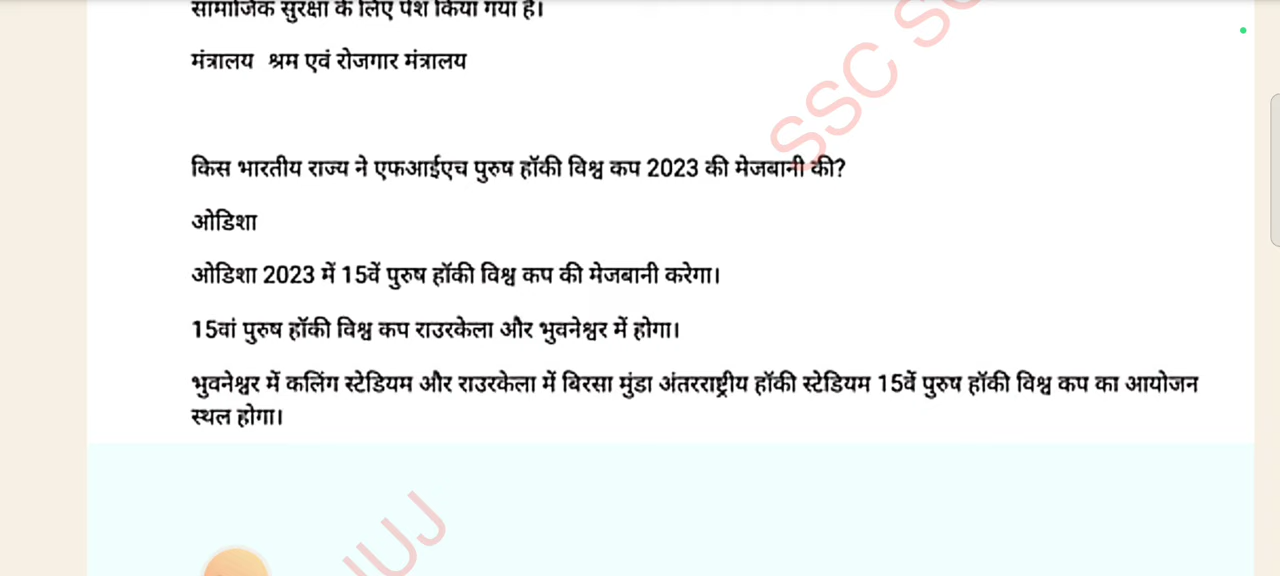 सामाजिक सुरक्षा के लिए पेश किया गया है।
मंत्रालय श्रम एवं रोजगार मंत्रालय
SSC SC
किस भारतीय राज्य ने एफआईएच पुरुष हॉकी विश्व कप 2023 की मेजबानी की?
ओडिशा
ओडिशा 2023 में 15वें पुरुष हॉकी विश्व कप की मेजबानी करेगा।
15वां पुरुष हॉकी विश्व कप राउरकेला और भुवनेश्वर में होगा।
भुवनेश्वर में कलिंग स्टेडियम और राउरकेला में बिरसा मुंडा अंतरराष्ट्रीय हॉकी स्टेडियम 15वें पुरुष हॉकी विश्व कप का आयोजन
स्थल होगा।